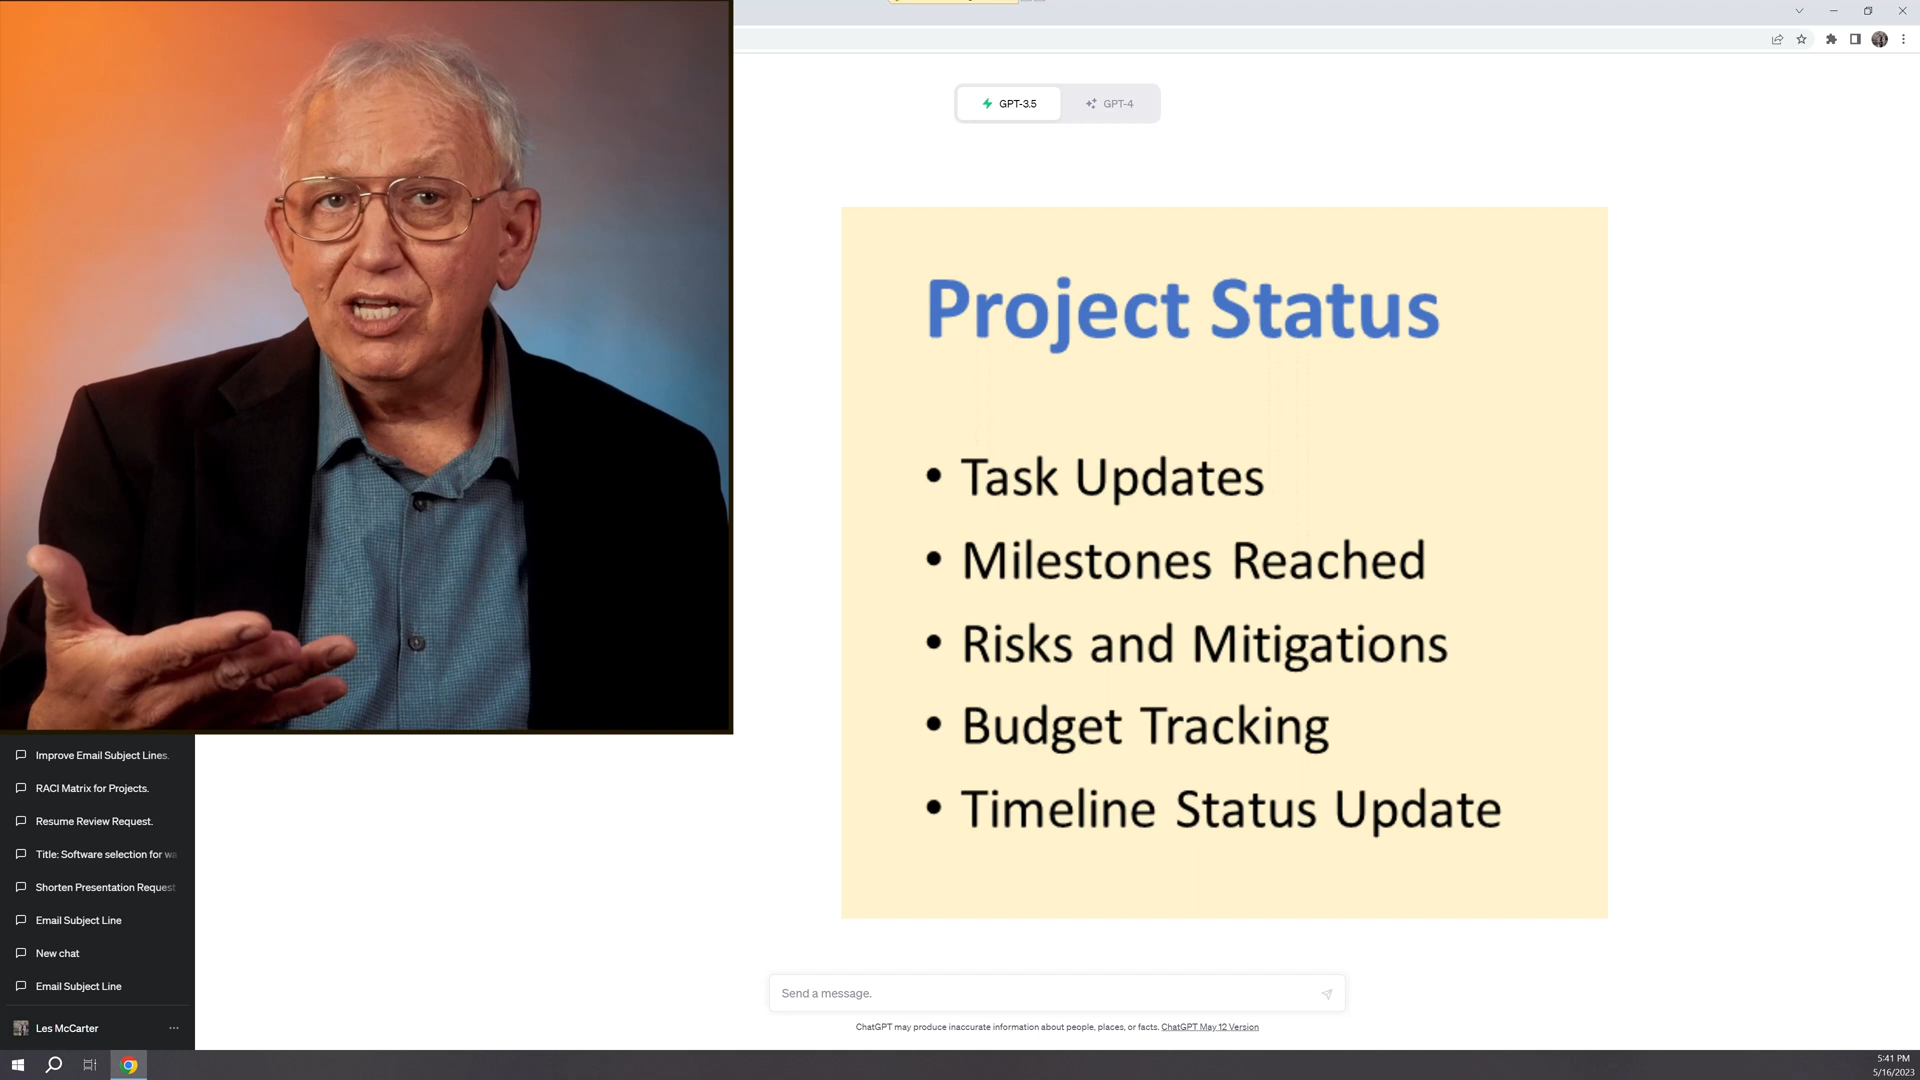 GPT-3.5
GPT-4
Project Status
• Task Updates
• Milestones Reached
• Risks and Mitigations
• Budget Tracking
• Timeline Status Update
Improve Email Subject Lines.
RACI Matrix for Projects.
Resume Review Request.
Title: Software selection for wa
Shorten Presentation Request
Email Subject Line
New chat
Email Subject Line
Les McCarter
Send a message.
ChatGPT may produce inaccurate information about people, places, or facts. ChatGPT May 12 Version
5:41 PM
5/16/2023